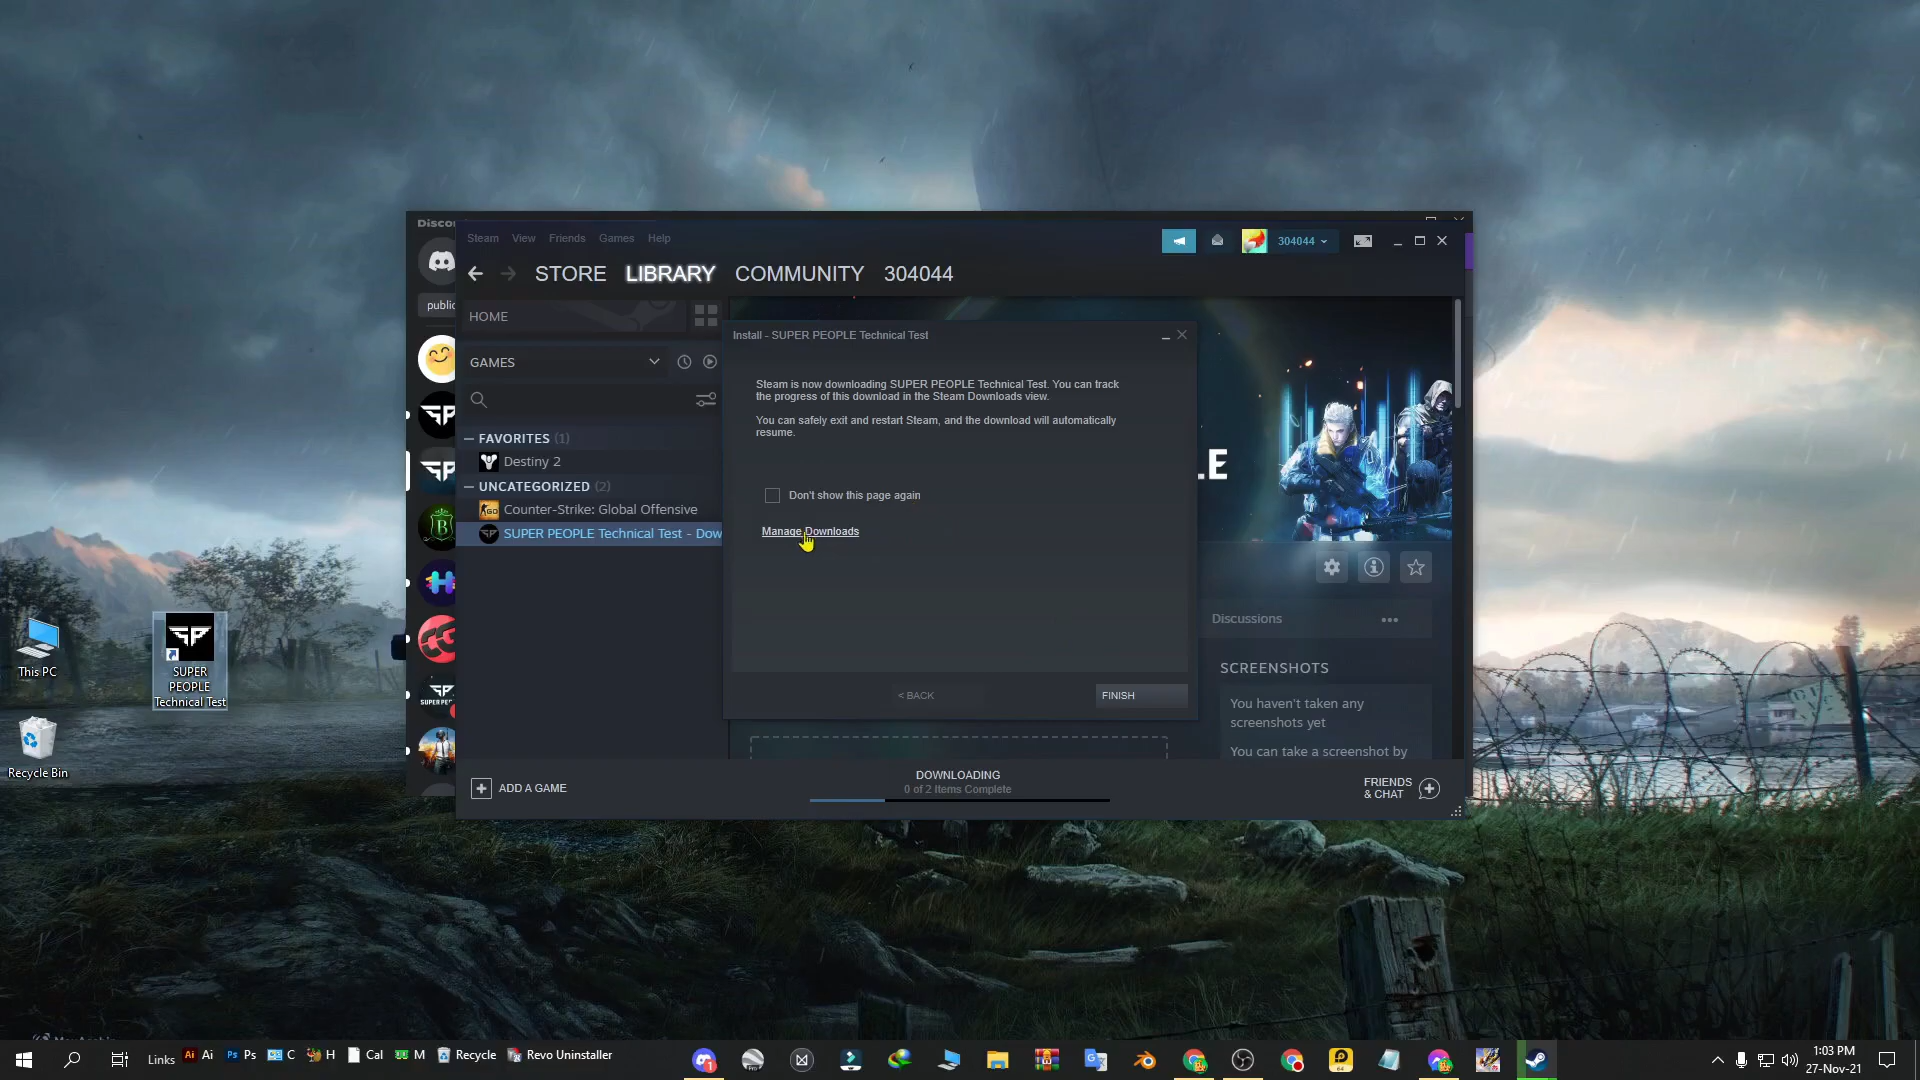 Disco
public
Steam View Friends Games Help
304044
STORE LIBRARY COMMUNITY 304044
HOME
GAMES
FAVORITES (1)
Destiny 2
UNCATEGORIZED (2)
Counter-Strike: Global Offensive
SUPER PEOPLE Technical Test - Dow
Install - SUPER PEOPLE Technical Test
Steam is now downloading SUPER PEOPLE Technical Test. You can track
the progress of this download in the Steam Downloads view.
You can safely exit and restart Steam, and the download will automatically
resume.
Don't show this page again
Manage Downloads
< BACK
FINISH
LE
Discussions
SCREENSHOTS
You haven't taken any
screenshots yet
You can take a screenshot by
ADD A GAME
DOWNLOADING
0 of 2 Items Complete
FRIENDS
& CHAT
This PC
SUPER
PEOPLE
Technical Test
Recycle Bin
Links Ai Ai Ps Ps C H Cal M Recycle Revo Uninstaller
1:03 PM
27-Nov-21